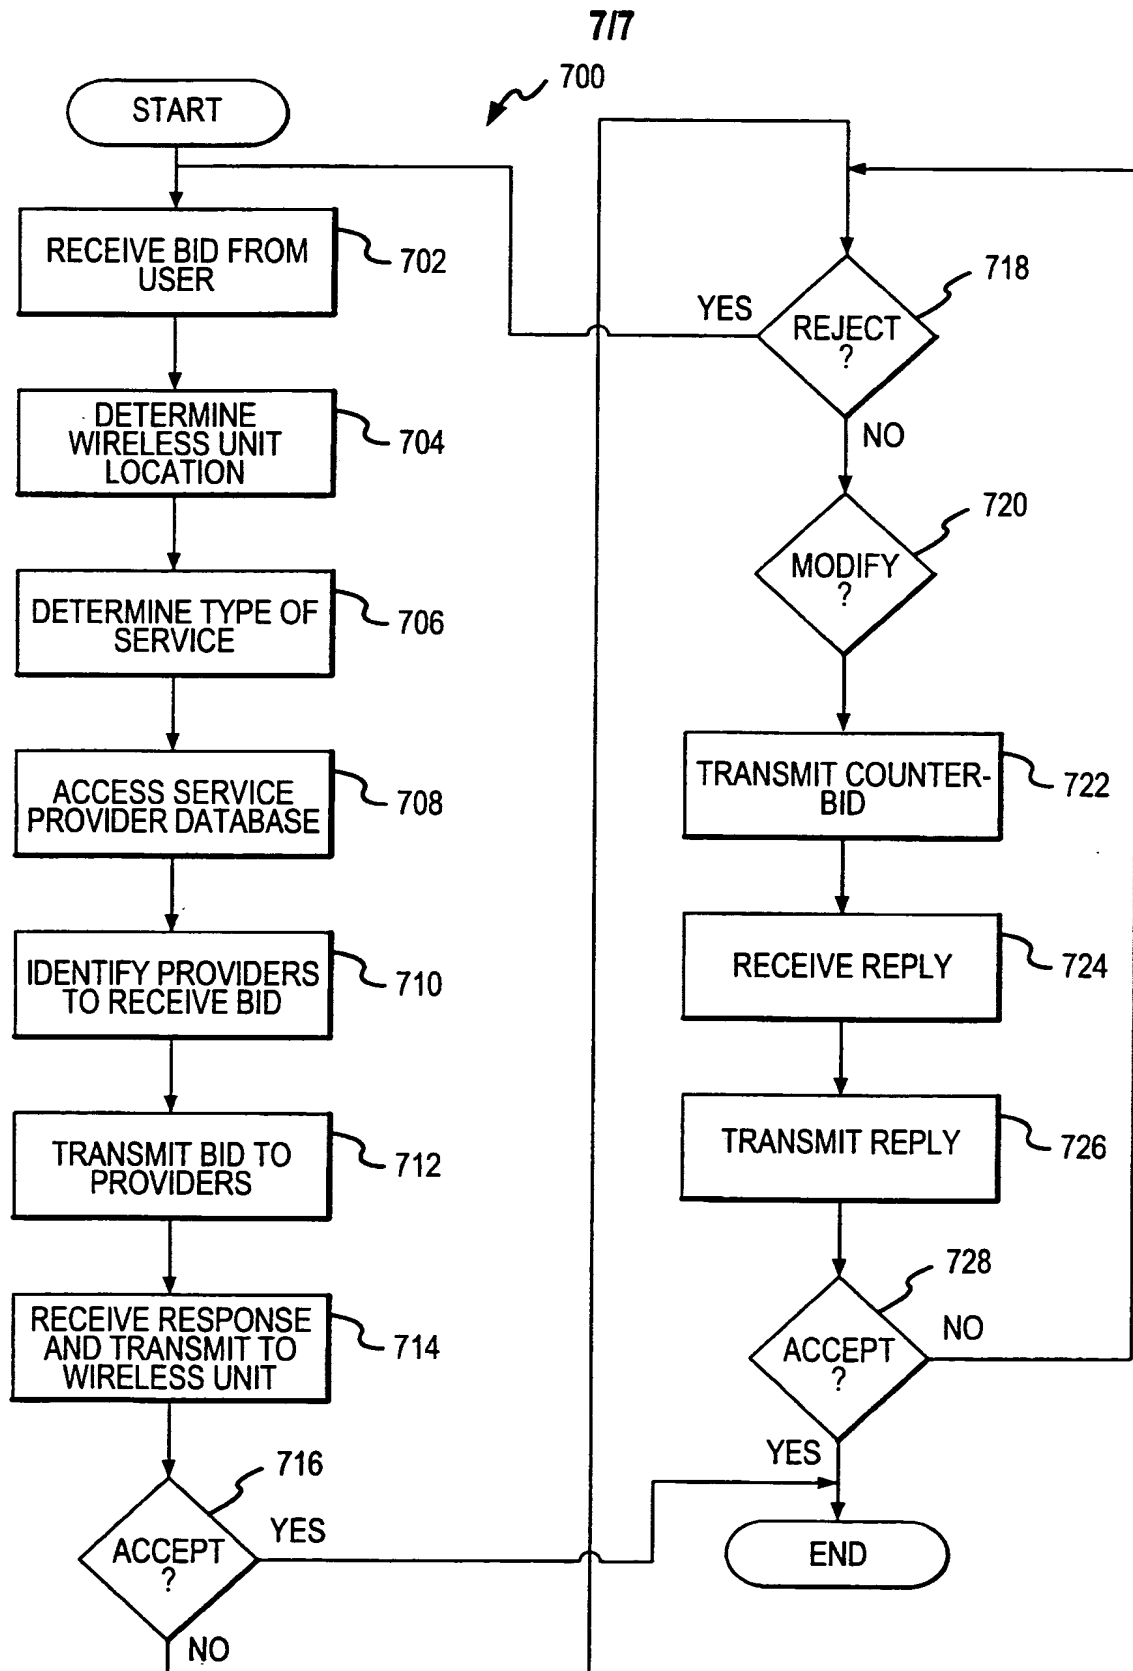 7/7
700
START
RECEIVE BID FROM
USER
702
DETERMINE
WIRELESS UNIT
LOCATION
704
DETERMINE TYPE OF
SERVICE
706
ACCESS SERVICE
PROVIDER DATABASE
708
IDENTIFY PROVIDERS
TO RECEIVE BID
710
TRANSMIT BID TO
PROVIDERS
712
RECEIVE RESPONSE
AND TRANSMIT TO
WIRELESS UNIT
714
716
ACCEPT
?
YES
NO
718
YES
REJECT
?
NO
720
MODIFY
?
TRANSMIT COUNTER-
BID
722
RECEIVE REPLY
724
TRANSMIT REPLY
726
728
ACCEPT
?
NO
YES
END